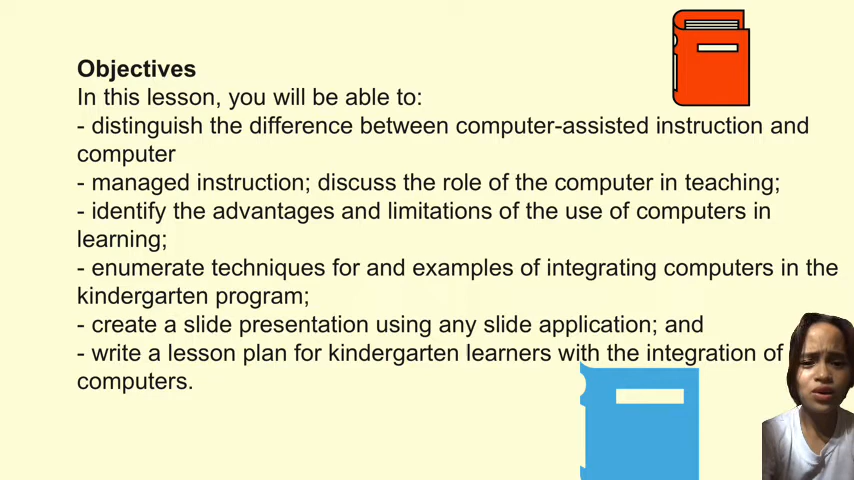 Objectives
In this lesson, you will be able to:
- distinguish the difference between computer-assisted instruction and
computer
- managed instruction; discuss the role of the computer in teaching;
- identify the advantages and limitations of the use of computers in
learning;
- enumerate techniques for and examples of integrating computers in the
kindergarten program;
- create a slide presentation using any slide application; and
- write a lesson plan for kindergarten learners with the integration of
computers.